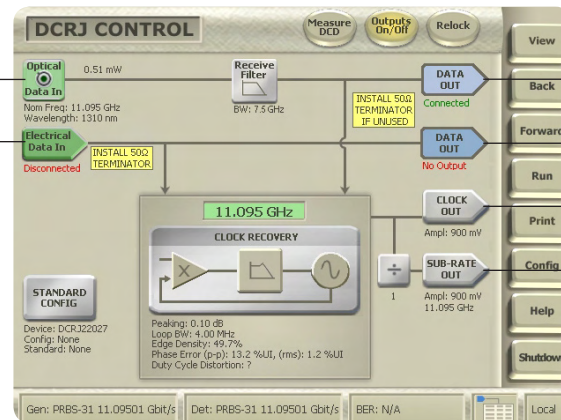 DCRJ CONTROL
Measure
DCD
Outputs
On/Off
Relock
View
Back
Forward
Run
Print
Config
Help
Shutdown
Optical
Data In
0.51 mW
Nom Freq: 11.095 GHz
Wavelength: 1310 nm
Receive
Filter
BW: 7.5 GHz
INSTALL 50Ω
TERMINATOR
IF UNUSED
DATA
OUT
Connected
Electrical
Data In
Disconnected
INSTALL 50Ω
TERMINATOR
DATA
OUT
No Output
11.095 GHz
CLOCK RECOVERY
X
CLOCK
OUT
Ampl: 900 mV
÷
1
SUB-RATE
OUT
Ampl: 900 mV
11.095 GHz
STANDARD
CONFIG
Device: DCRJ22027
Config: None
Standard: None
Peaking: 0.10 dB
Loop BW: 4.00 MHz
Edge Density: 49.7%
Phase Error (p-p): 13.2 %UI, (rms): 1.2 %UI
Duty Cycle Distortion: ?
Gen: PRBS-31 11.09501 Gbit/s
Det: PRBS-31 11.09501 Gbit/s
BER: N/A
Local